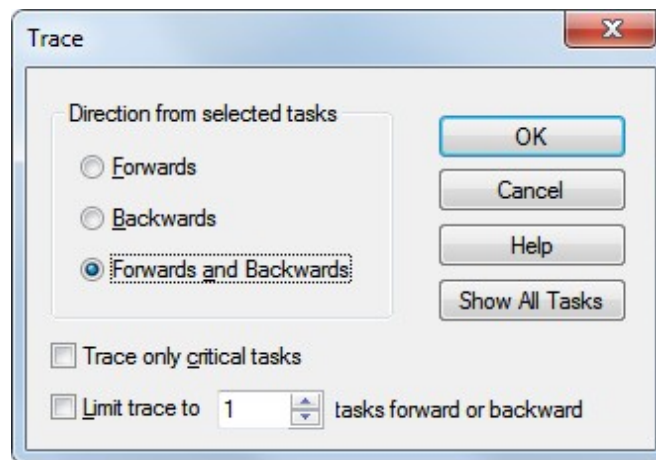 Trace
Direction from selected tasks
Forwards
Backwards
Forwards and Backwards
OK
Cancel
Help
Show All Tasks
Trace only critical tasks
Limit trace to 1 tasks forward or backward